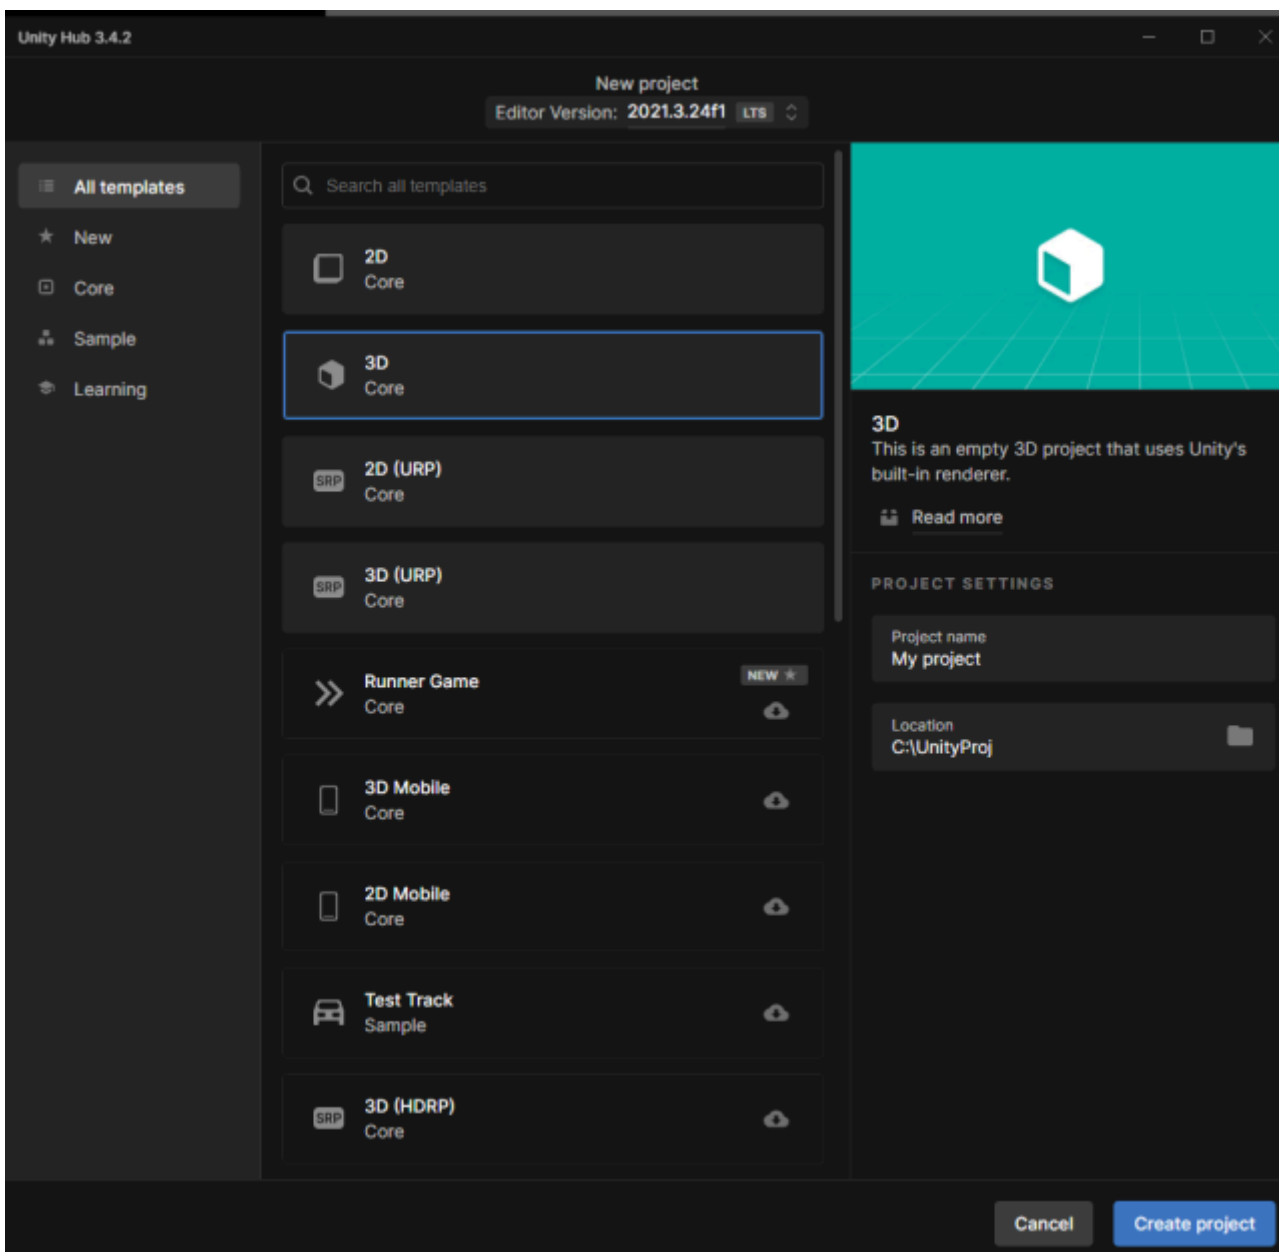 Unity Hub 3.4.2
New project
Editor Version: 2021.3.24f1 LTS
All templates
New
Core
Sample
Learning
Search all templates
2D
Core
3D
Core
SRP
2D (URP)
Core
SRP
3D (URP)
Core
Runner Game
Core
NEW
3D Mobile
Core
2D Mobile
Core
Test Track
Sample
SRP
3D (HDRP)
Core
3D
This is an empty 3D project that uses Unity's
built-in renderer.
Read more
PROJECT SETTINGS
Project name
My project
Location
C:\UnityProj
Cancel
Create project